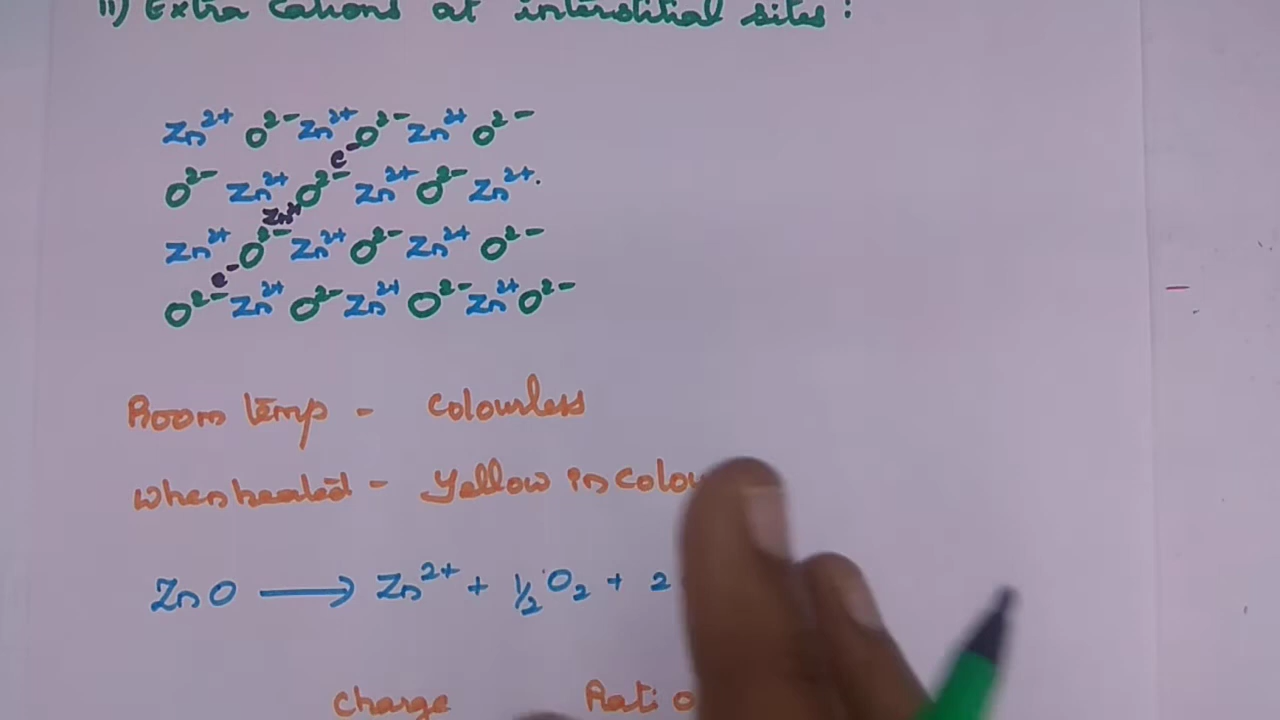 ii) Extra cations at interstitial sites:
Zn²⁺ O²⁻ Zn²⁺ O²⁻ Zn²⁺ O²⁻
e⁻
O²⁻ Zn²⁺ O²⁻ Zn²⁺ O²⁻ Zn²⁺.
Zn²⁺
Zn²⁺ O²⁻ Zn²⁺ O²⁻ Zn²⁺ O²⁻
e⁻
O²⁻ Zn²⁺ O²⁻ Zn²⁺ O²⁻ Zn²⁺ O²⁻
Room temp - Colourless
When heated - Yellow in colou
ZnO ⟶ Zn²⁺ + ½ O₂ + 2
Charge Ratio